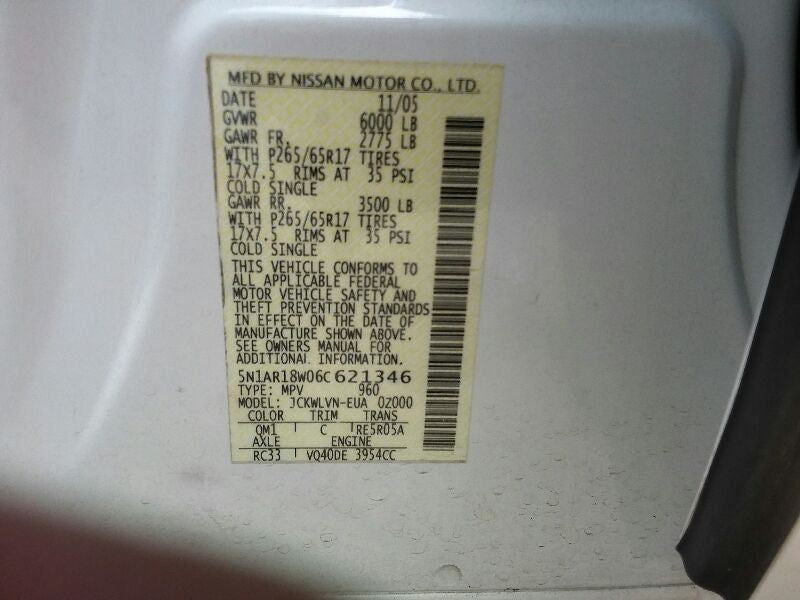 MFD BY NISSAN MOTOR CO., LTD.
DATE 11/05
GVWR 6000 LB
GAWR FR. 2775 LB
WITH P265/65R17 TIRES
17X7.5 RIMS AT 35 PSI
COLD SINGLE
GAWR RR. 3500 LB
WITH P265/65R17 TIRES
17X7.5 RIMS AT 35 PSI
COLD SINGLE
THIS VEHICLE CONFORMS TO
ALL APPLICABLE FEDERAL
MOTOR VEHICLE SAFETY AND
THEFT PREVENTION STANDARDS
IN EFFECT ON THE DATE OF
MANUFACTURE SHOWN ABOVE.
SEE OWNERS MANUAL FOR
ADDITIONAL INFORMATION.
5N1AR18W06C621346
TYPE: MPV 960
MODEL: JCKWLVN-EUA 0Z000
COLOR TRIM TRANS
QM1 C RE5R05A
AXLE ENGINE
RC33 VQ40DE 3954CC